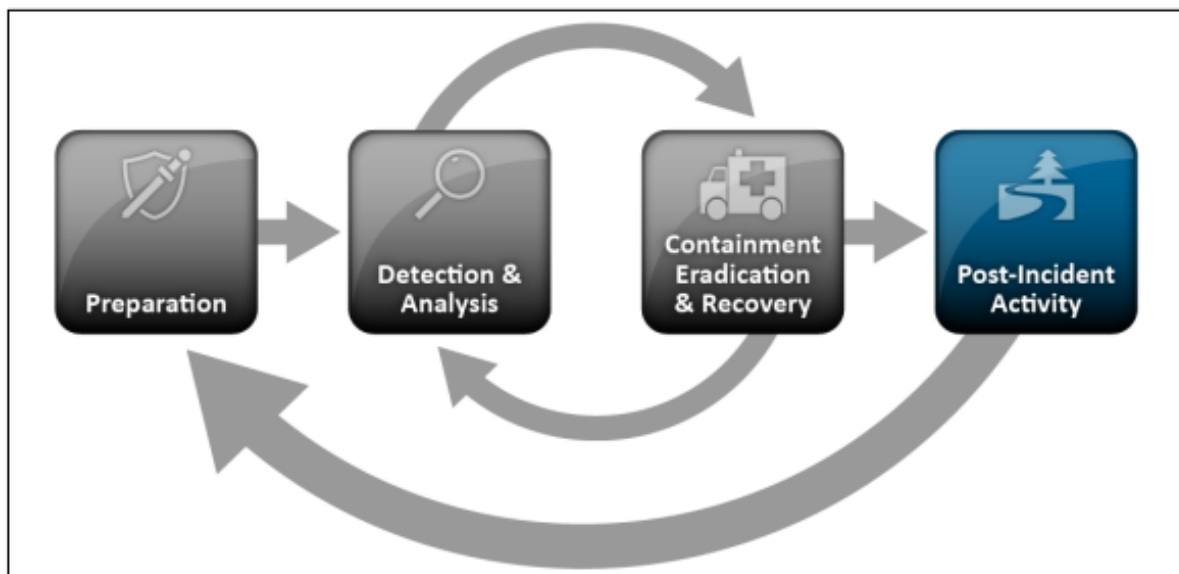 Preparation
Detection &
Analysis
Containment
Eradication
& Recovery
Post-Incident
Activity